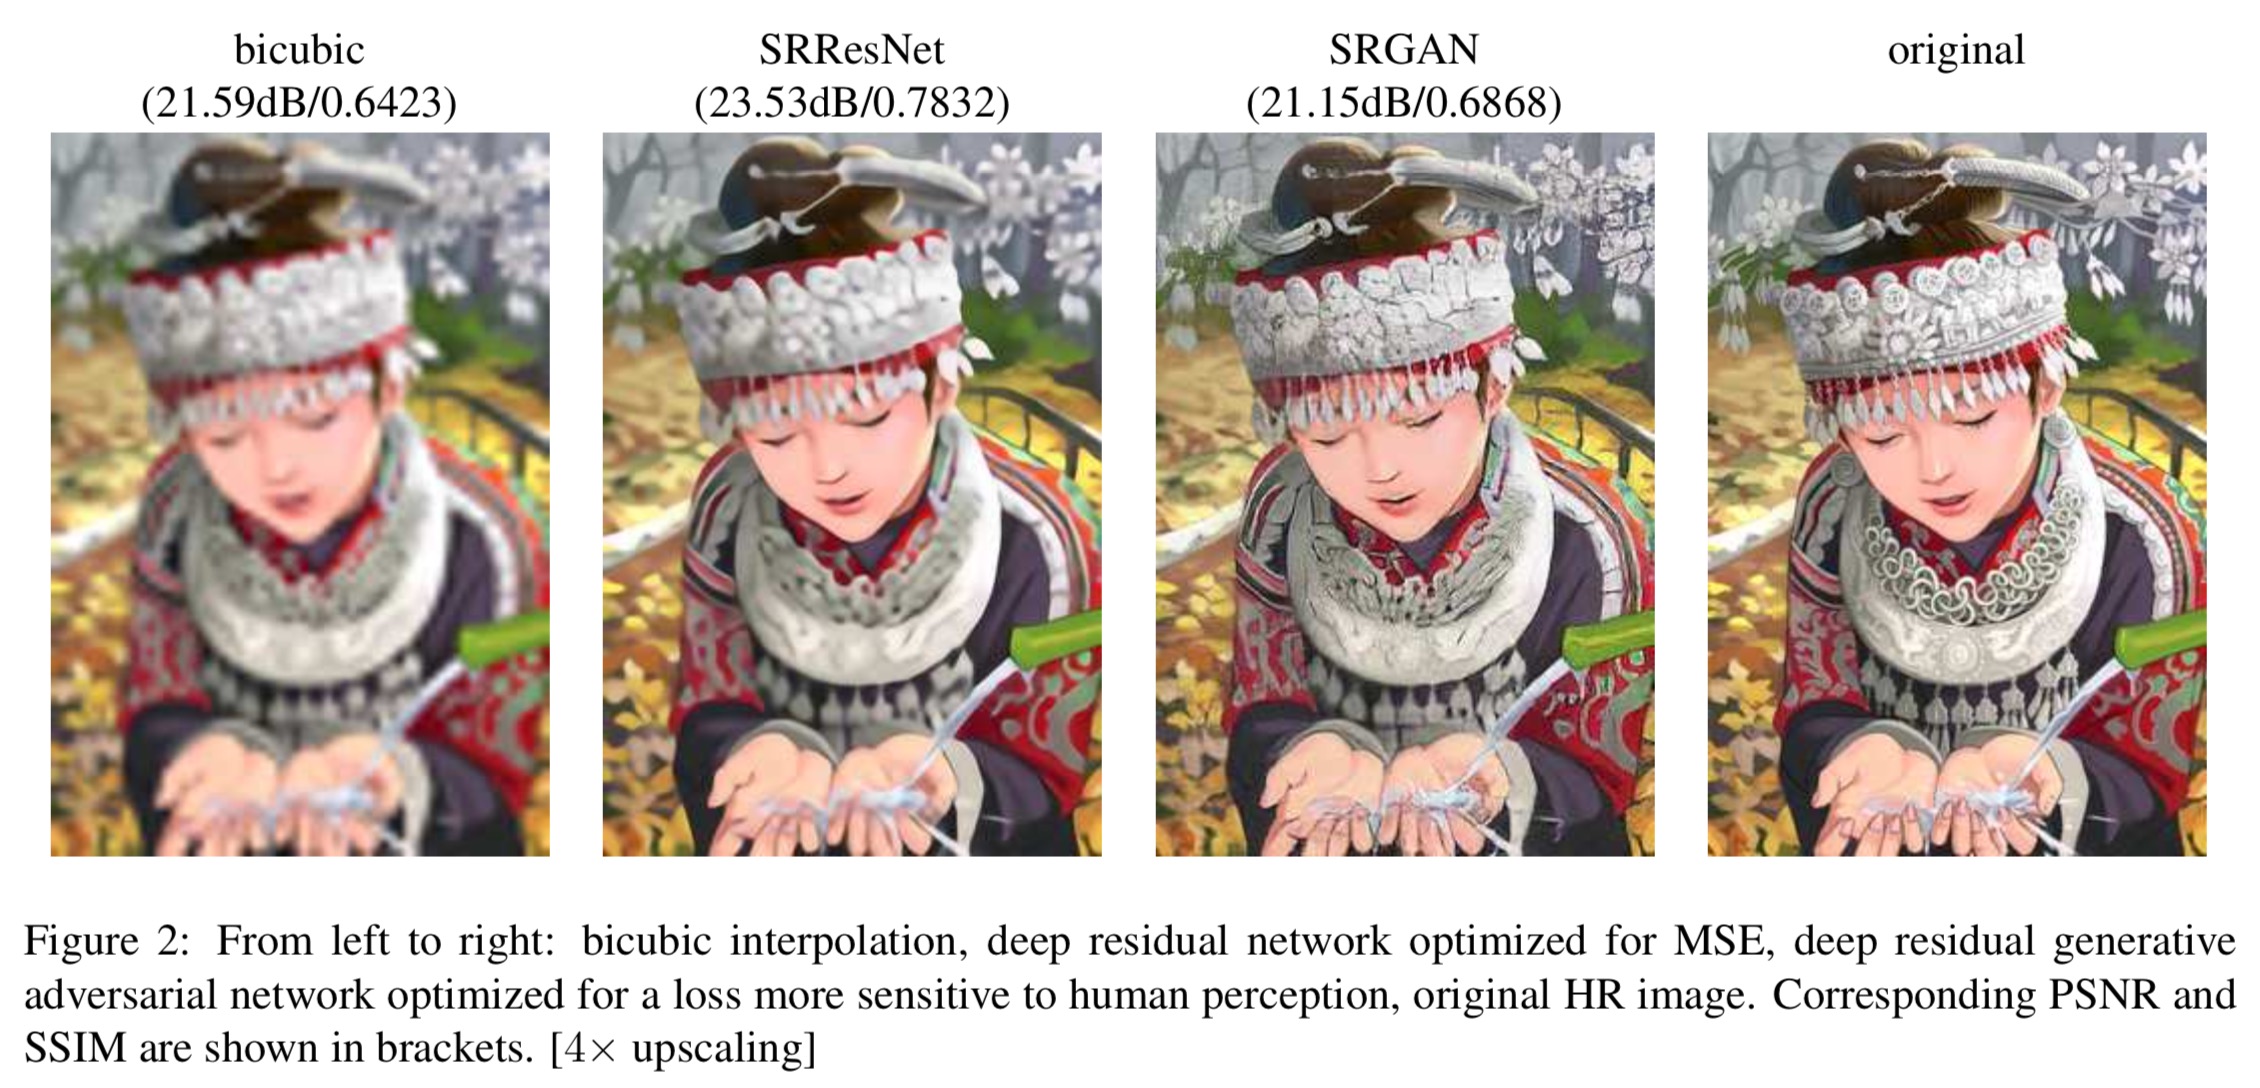 bicubic
(21.59dB/0.6423)
SRResNet
(23.53dB/0.7832)
SRGAN
(21.15dB/0.6868)
original
Figure 2: From left to right: bicubic interpolation, deep residual network optimized for MSE, deep residual generative
adversarial network optimized for a loss more sensitive to human perception, original HR image. Corresponding PSNR and
SSIM are shown in brackets. [4× upscaling]